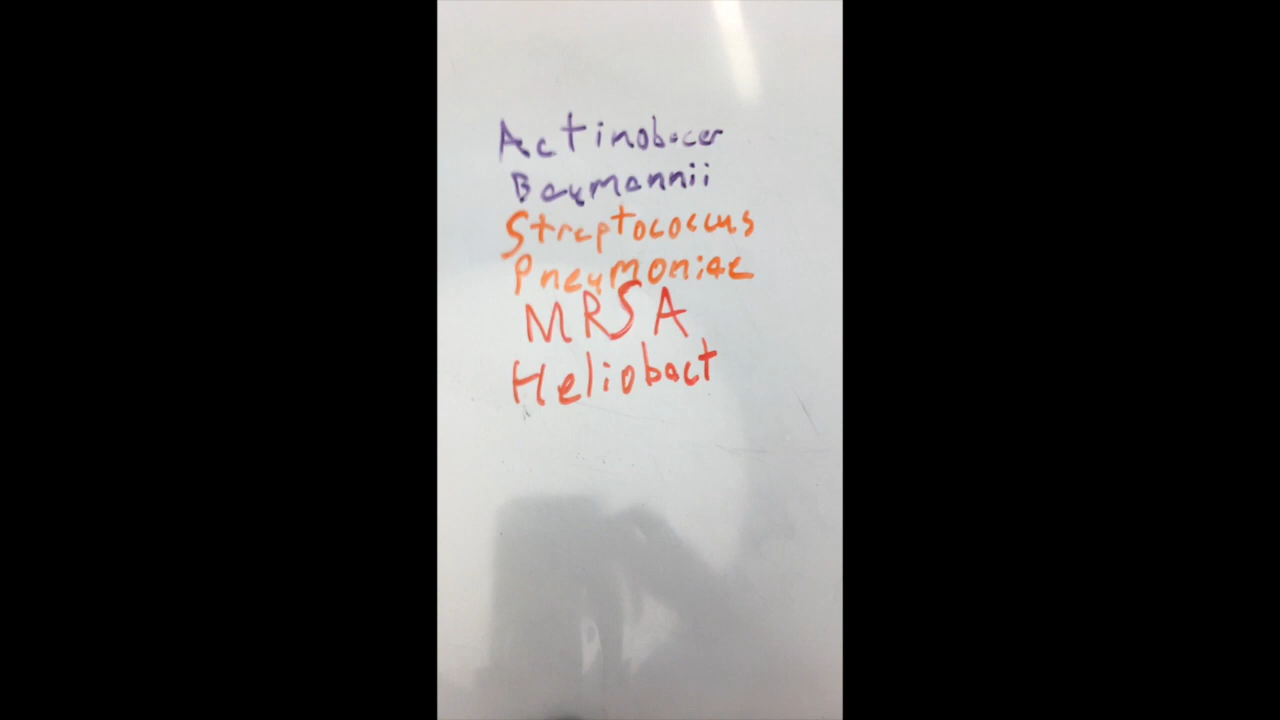 Actinobacer
Baumannii
Streptococcus
Pneumoniae
MRSA
Heliobact